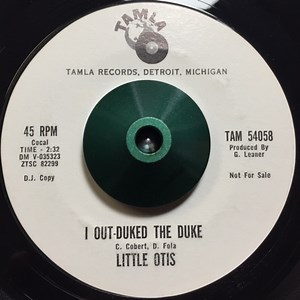 TAMLA
TAMLA RECORDS, DETROIT, MICHIGAN
45 RPM
Cocal
TIME - 2:32
DM V-035323
ZTSC 82299
D.J. Copy
TAM 54058
Produced By
G. Leaner
Not For Sale
I OUT-DUKED THE DUKE
C. Cobert, D. Fola
LITTLE OTIS